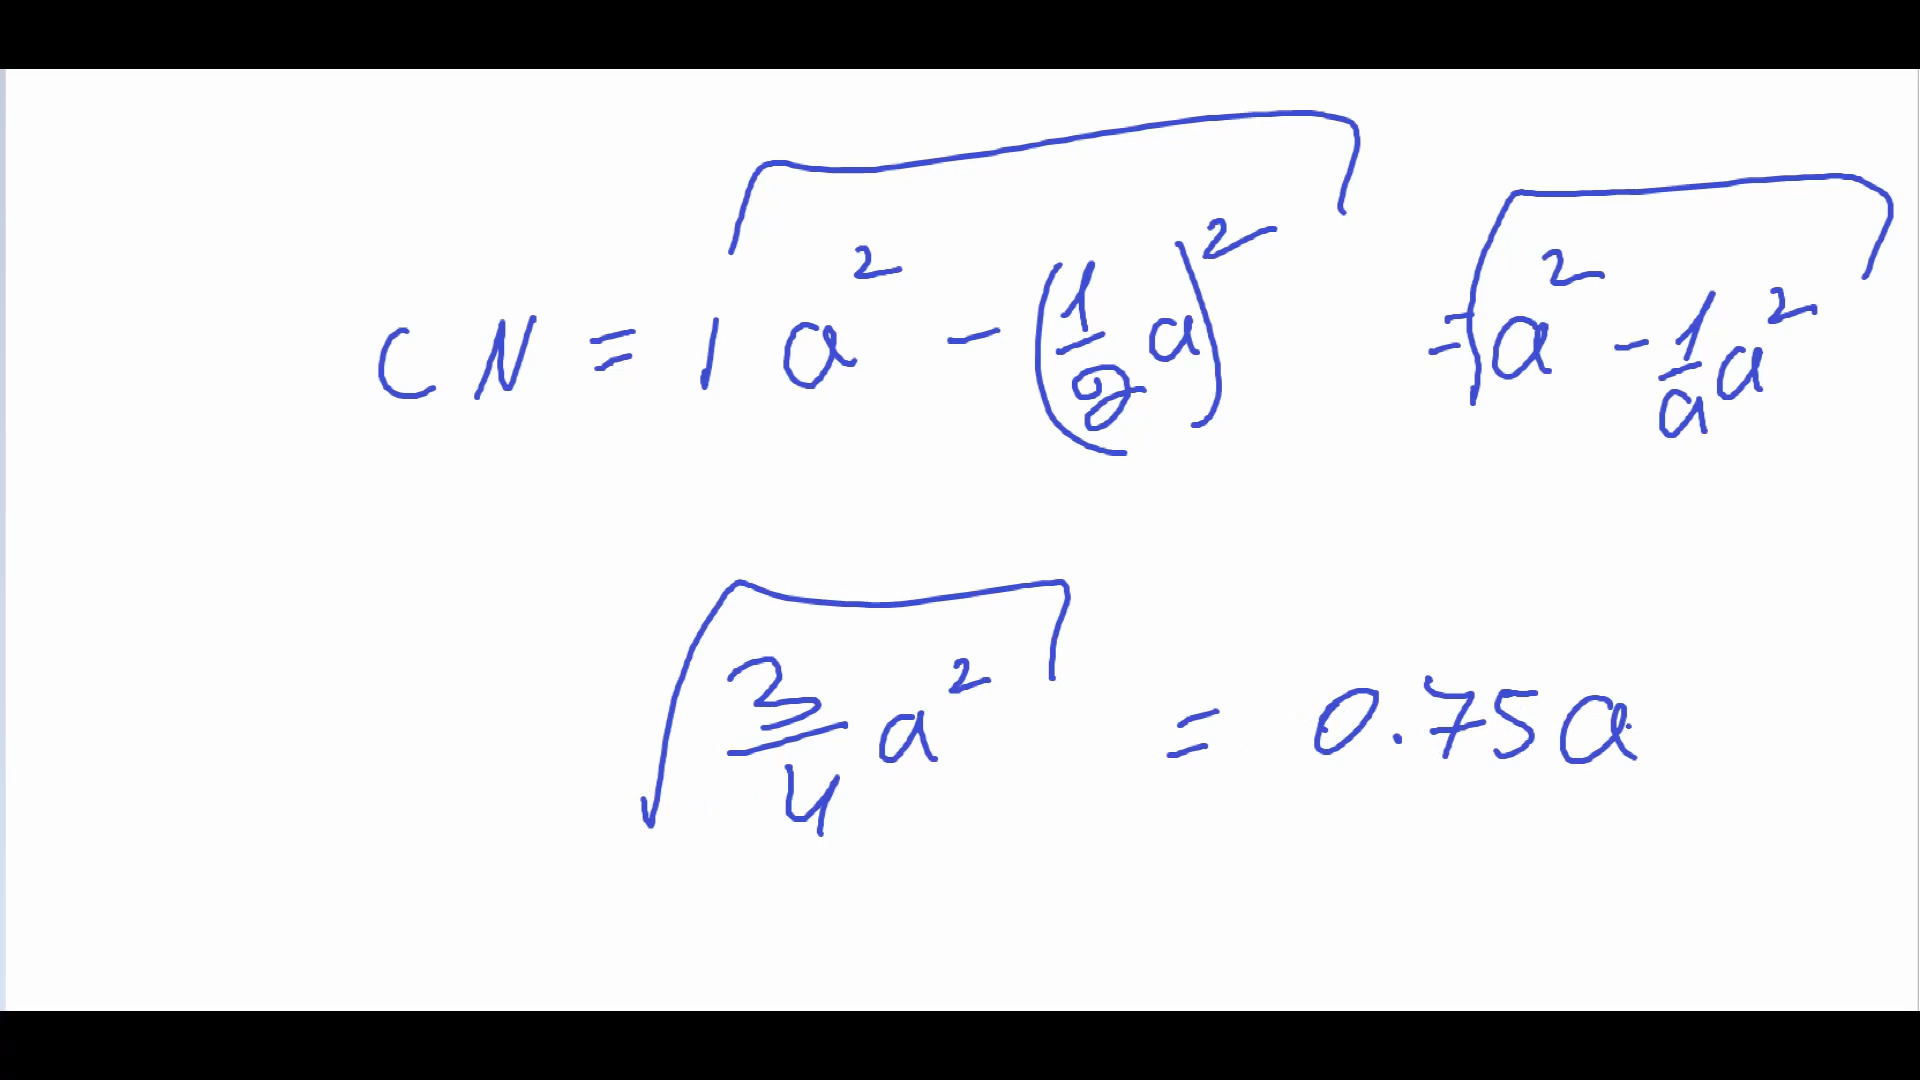 CN = √(a² - (1/2 a)²) = √(a² - 1/a a²)
√(3/4 a²) = 0.75a